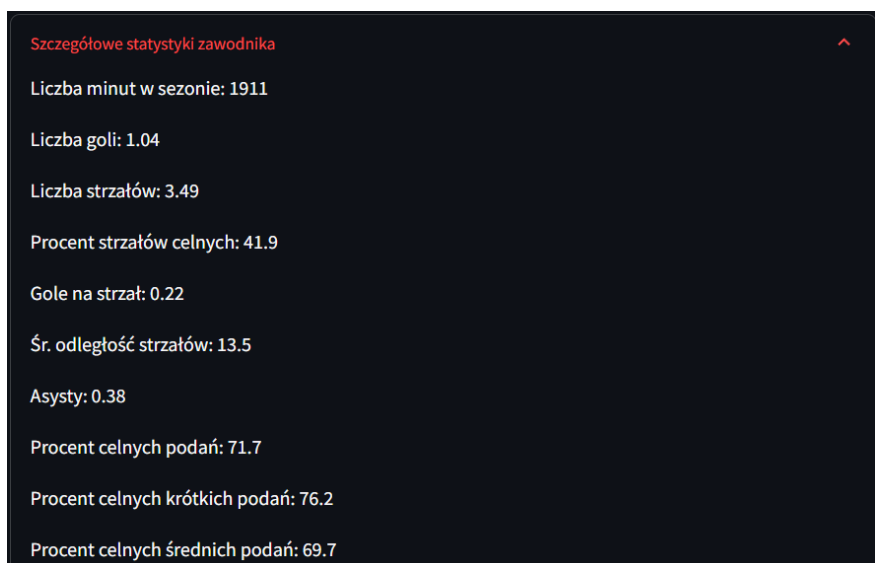 Szczegółowe statystyki zawodnika
Liczba minut w sezonie: 1911
Liczba goli: 1.04
Liczba strzałów: 3.49
Procent strzałów celnych: 41.9
Gole na strzał: 0.22
Śr. odległość strzałów: 13.5
Asysty: 0.38
Procent celnych podań: 71.7
Procent celnych krótkich podań: 76.2
Procent celnych średnich podań: 69.7